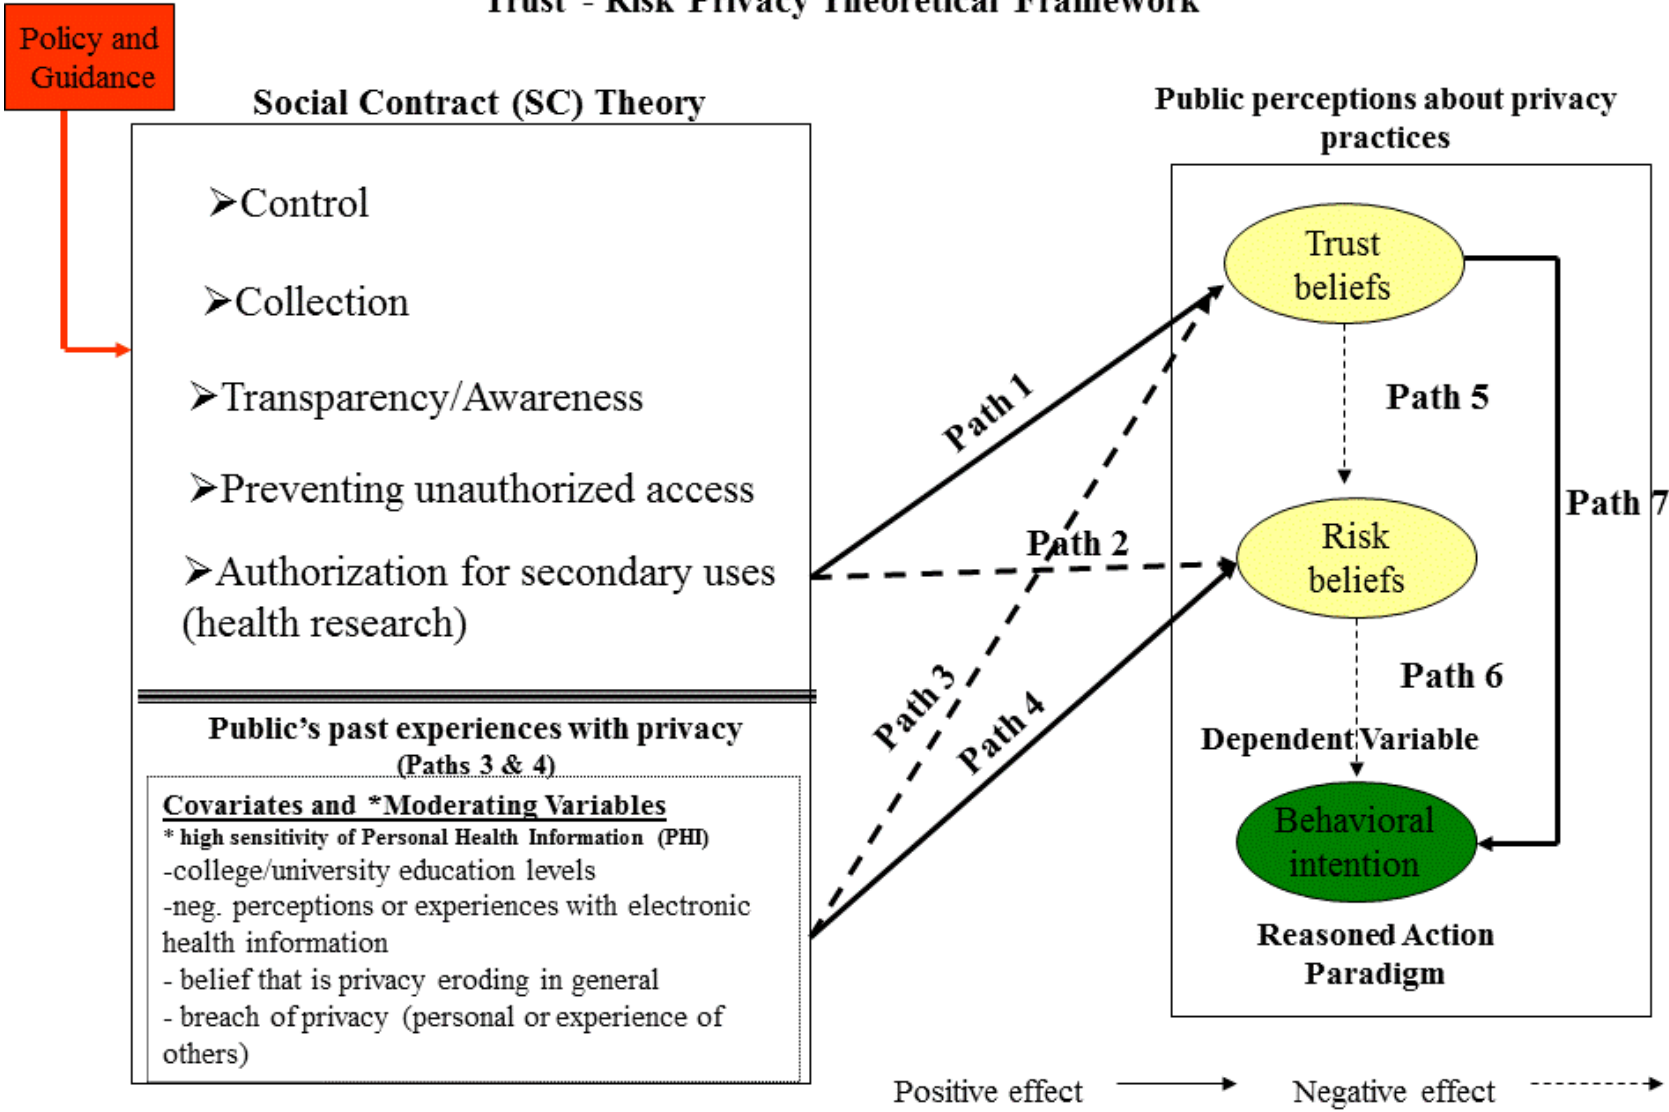 Trust - Risk Privacy Theoretical Framework
Policy and
Guidance
Social Contract (SC) Theory
➢Control
➢Collection
➢Transparency/Awareness
➢Preventing unauthorized access
➢Authorization for secondary uses
(health research)
Public's past experiences with privacy
(Paths 3 & 4)
Covariates and *Moderating Variables
* high sensitivity of Personal Health Information (PHI)
-college/university education levels
-neg. perceptions or experiences with electronic
health information
- belief that is privacy eroding in general
- breach of privacy (personal or experience of
others)
Path 1
Path 2
Path 3
Path 4
Public perceptions about privacy
practices
Trust
beliefs
Path 5
Path 7
Risk
beliefs
Path 6
Dependent Variable
Behavioral
intention
Reasoned Action
Paradigm
Positive effect
Negative effect